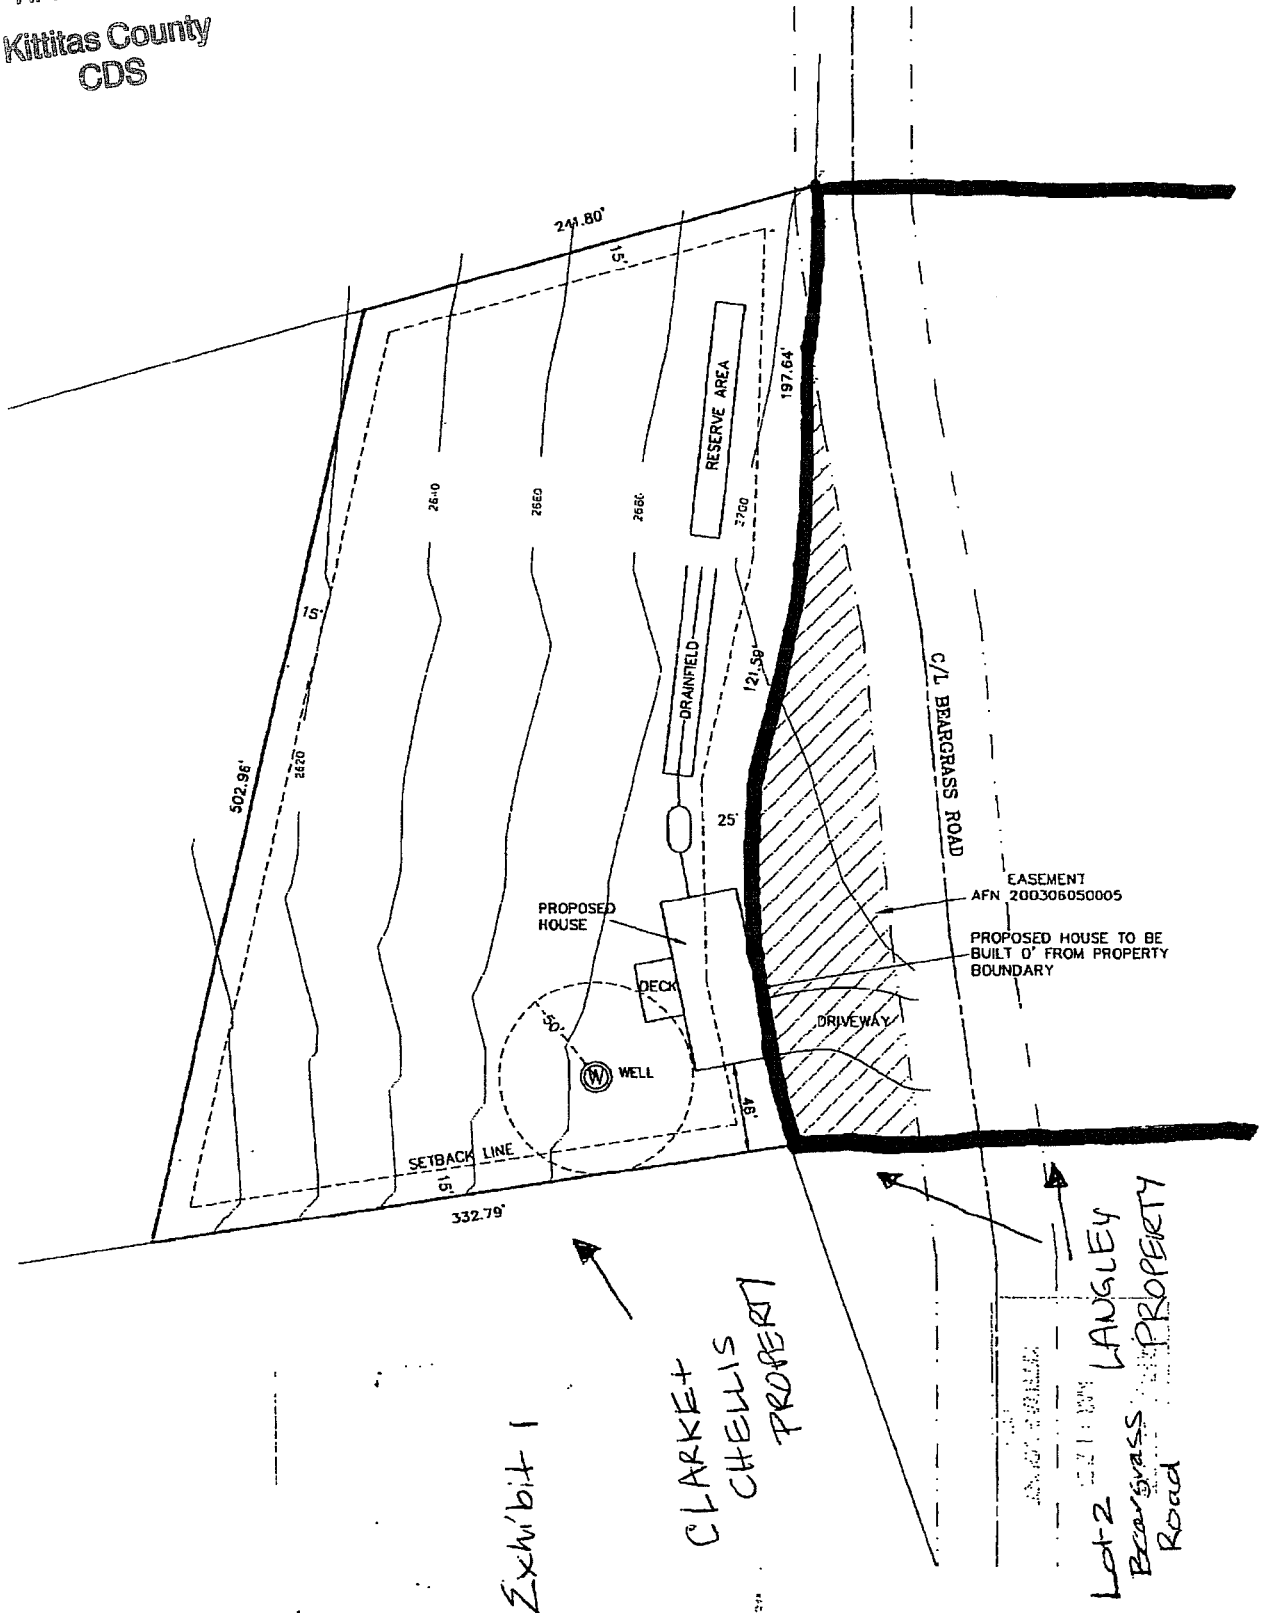 Kittitas County
CDS
241.80'
15'
197.64'
RESERVE AREA
2640
2660
2700
15'
121.59'
DRAINFIELD
C/L BEARGRASS ROAD
2620
502.96'
25'
EASEMENT
AFN 200306050005
PROPOSED
HOUSE
PROPOSED HOUSE TO BE
BUILT 0' FROM PROPERTY
BOUNDARY
DECK
DRIVEWAY
50'
W WELL
46'
SETBACK LINE
15'
332.79'
Exhibit 1
CLARKE +
CHELLIS
PROPERTY
Lot 2 LANGLEY
Beargrass PROPERTY
Road